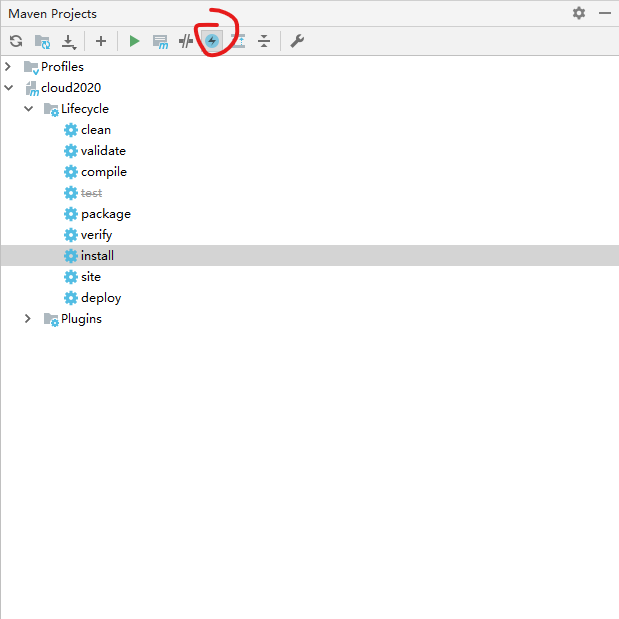 Maven Projects
Profiles
cloud2020
Lifecycle
clean
validate
compile
test
package
verify
install
site
deploy
Plugins